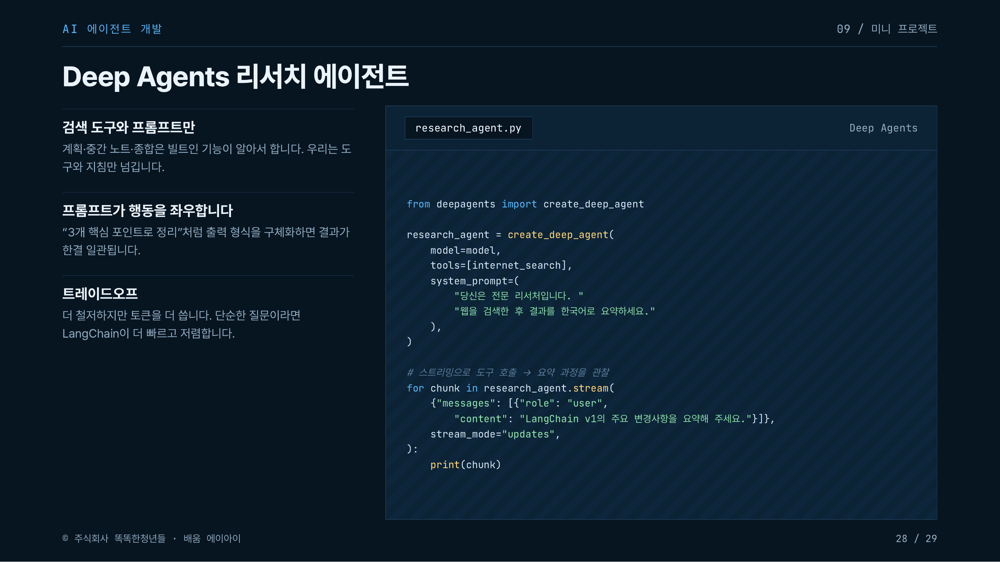 AI 에이전트 개발
09 / 미니 프로젝트
Deep Agents 리서치 에이전트
검색 도구와 프롬프트만
계획·중간 노트·종합은 빌트인 기능이 알아서 합니다. 우리는 도
구와 지침만 넘깁니다.
프롬프트가 행동을 좌우합니다
“3개 핵심 포인트로 정리”처럼 출력 형식을 구체화하면 결과가
한결 일관됩니다.
트레이드오프
더 철저하지만 토큰을 더 씁니다. 단순한 질문이라면
LangChain이 더 빠르고 저렴합니다.
research_agent.py
Deep Agents
from deepagents import create_deep_agent
research_agent = create_deep_agent(
    model=model,
    tools=[internet_search],
    system_prompt=(
        "당신은 전문 리서처입니다. "
        "웹을 검색한 후 결과를 한국어로 요약하세요."
    ),
)
# 스트리밍으로 도구 호출 → 요약 과정을 관찰
for chunk in research_agent.stream(
    {"messages": [{"role": "user",
        "content": "LangChain v1의 주요 변경사항을 요약해 주세요."}]},
    stream_mode="updates",
):
    print(chunk)
© 주식회사 똑똑한청년들 · 배움 에이아이
28 / 29